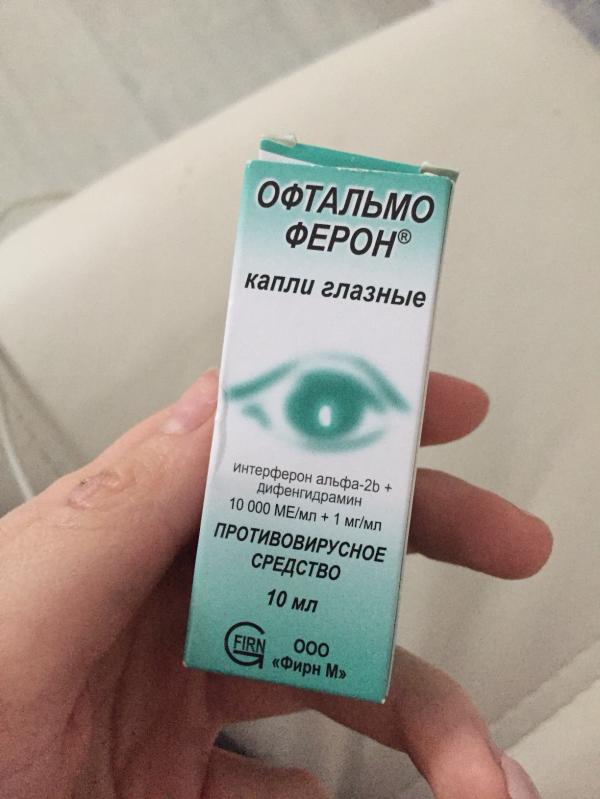 ОФТАЛЬМО
ФЕРОН®
капли глазные
интерферон альфа-2b +
дифенгидрамин
10 000 МЕ/мл + 1 мг/мл
ПРОТИВОВИРУСНОЕ
СРЕДСТВО
10 мл
FIRN
ООО
«Фирн М»